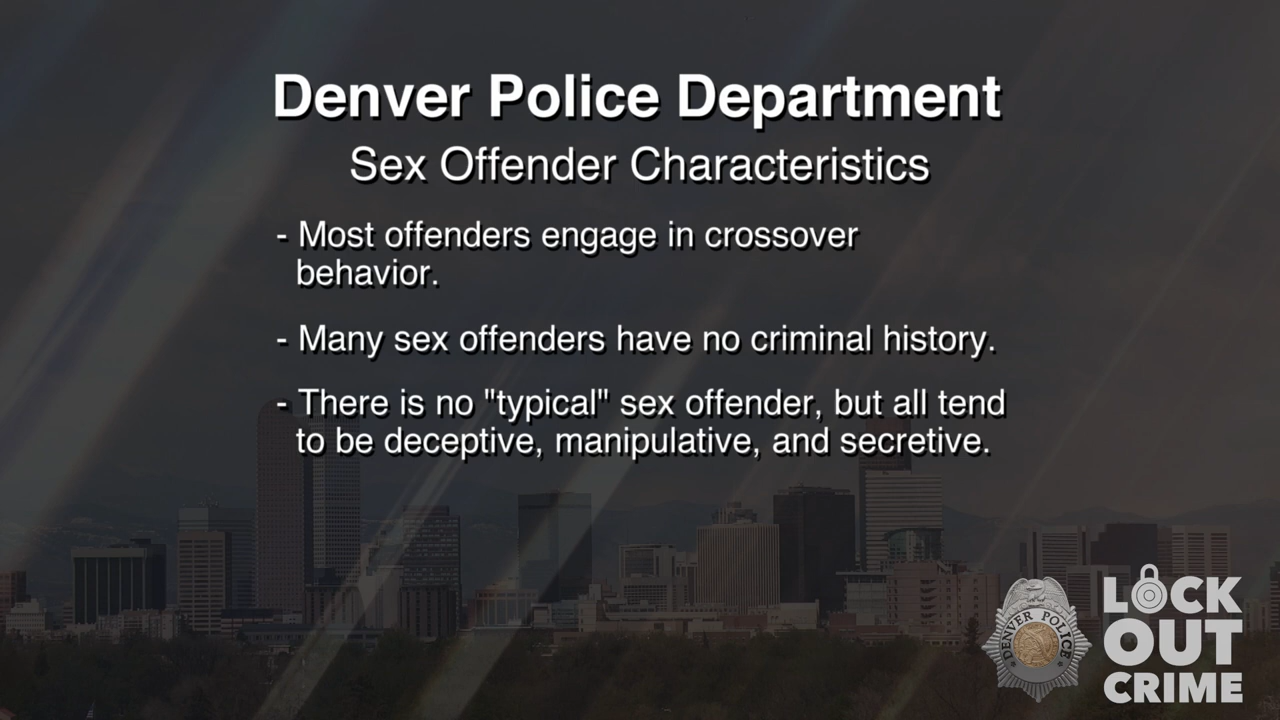 Denver Police Department
Sex Offender Characteristics
- Most offenders engage in crossover
behavior.
- Many sex offenders have no criminal history.
- There is no "typical" sex offender, but all tend
to be deceptive, manipulative, and secretive.
DENVER POLICE
LOCK
OUT
CRIME